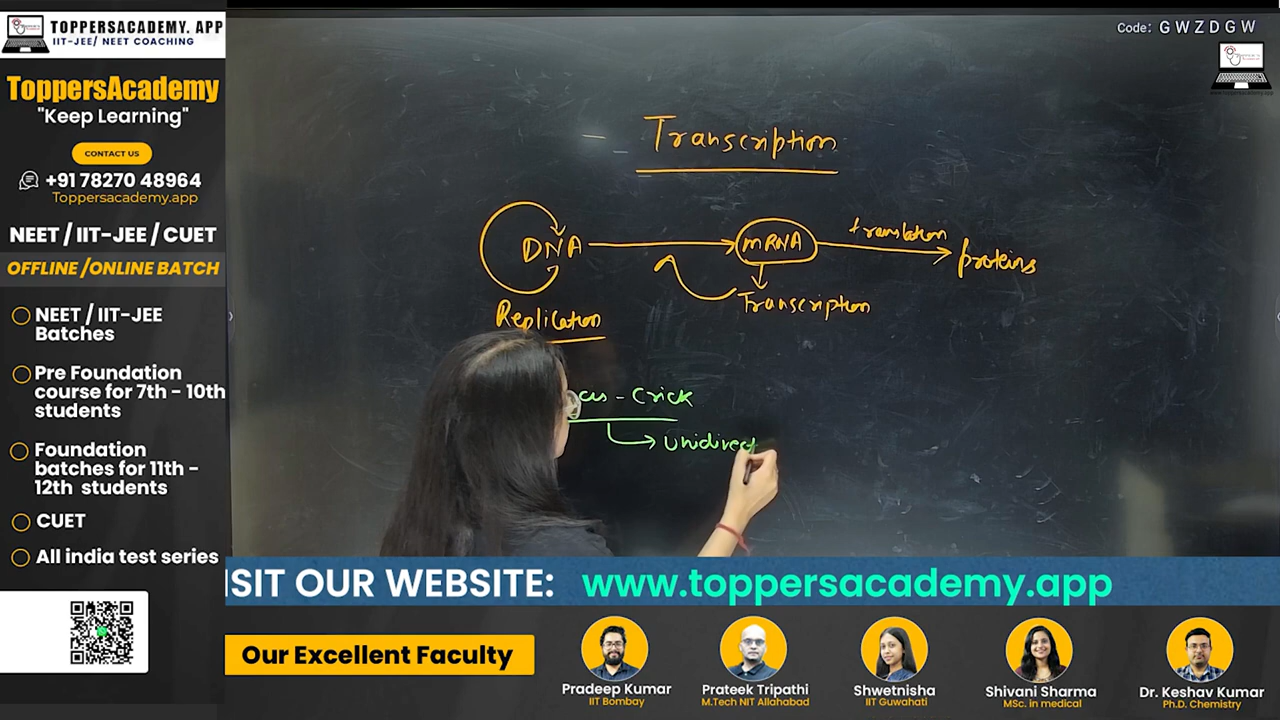 TOPPERSACADEMY. APP
IIT-JEE/ NEET COACHING
ToppersAcademy
"Keep Learning"
CONTACT US
+91 78270 48964
Toppersacademy.app
NEET / IIT-JEE / CUET
OFFLINE /ONLINE BATCH
NEET / IIT-JEE
Batches
Pre Foundation
course for 7th - 10th
students
Foundation
batches for 11th -
12th students
CUET
All india test series
Code: G W Z D G W
Transcription
DNA
mRNA
translation
proteins
Transcription
Replication
- Crick
Unidirect
ISIT OUR WEBSITE: www.toppersacademy.app
Our Excellent Faculty
Pradeep Kumar
IIT Bombay
Prateek Tripathi
M.Tech NIT Allahabad
Shwetnisha
IIT Guwahati
Shivani Sharma
MSc. in medical
Dr. Keshav Kumar
Ph.D. Chemistry